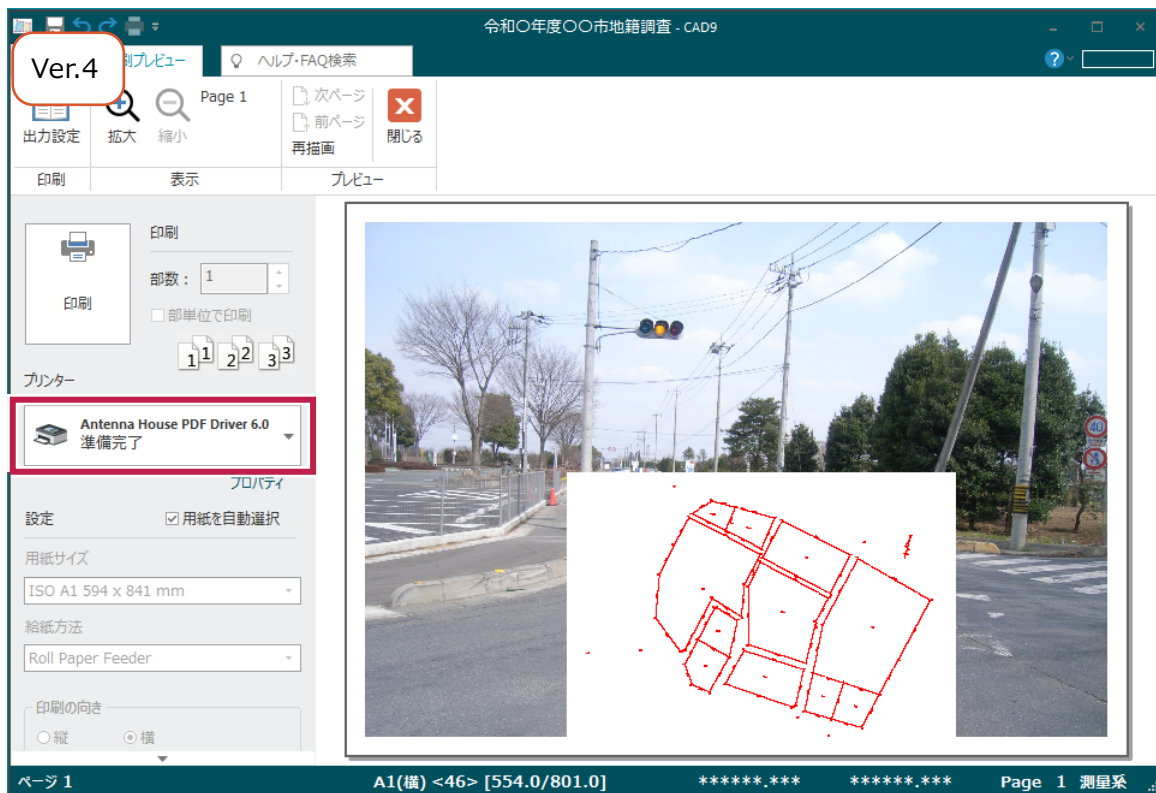 令和○年度○○市地籍調査 - CAD9
Ver.4
刷プレビュー
ヘルプ・FAQ検索
?
出力設定
拡大
縮小
Page 1
次ページ
前ページ
再描画
閉じる
印刷
表示
プレビュー
印刷
印刷
部数：
1
部単位で印刷
1 1 2 2 3 3
プリンター
Antenna House PDF Driver 6.0
準備完了
プロパティ
設定
用紙を自動選択
用紙サイズ
ISO A1 594 x 841 mm
給紙方法
Roll Paper Feeder
印刷の向き
縦
横
40
ページ 1
A1(横) <46> [554.0/801.0]
******.***
******.***
Page 1
測量系